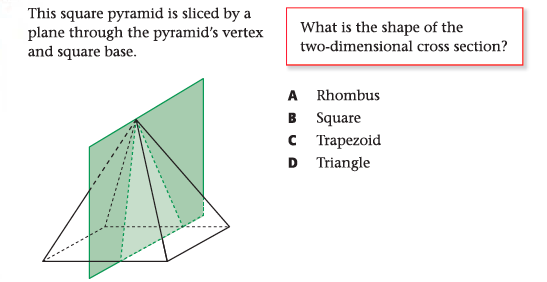 This square pyramid is sliced by a
plane through the pyramid's vertex
and square base.
What is the shape of the
two-dimensional cross section?
A Rhombus
B Square
C Trapezoid
D Triangle